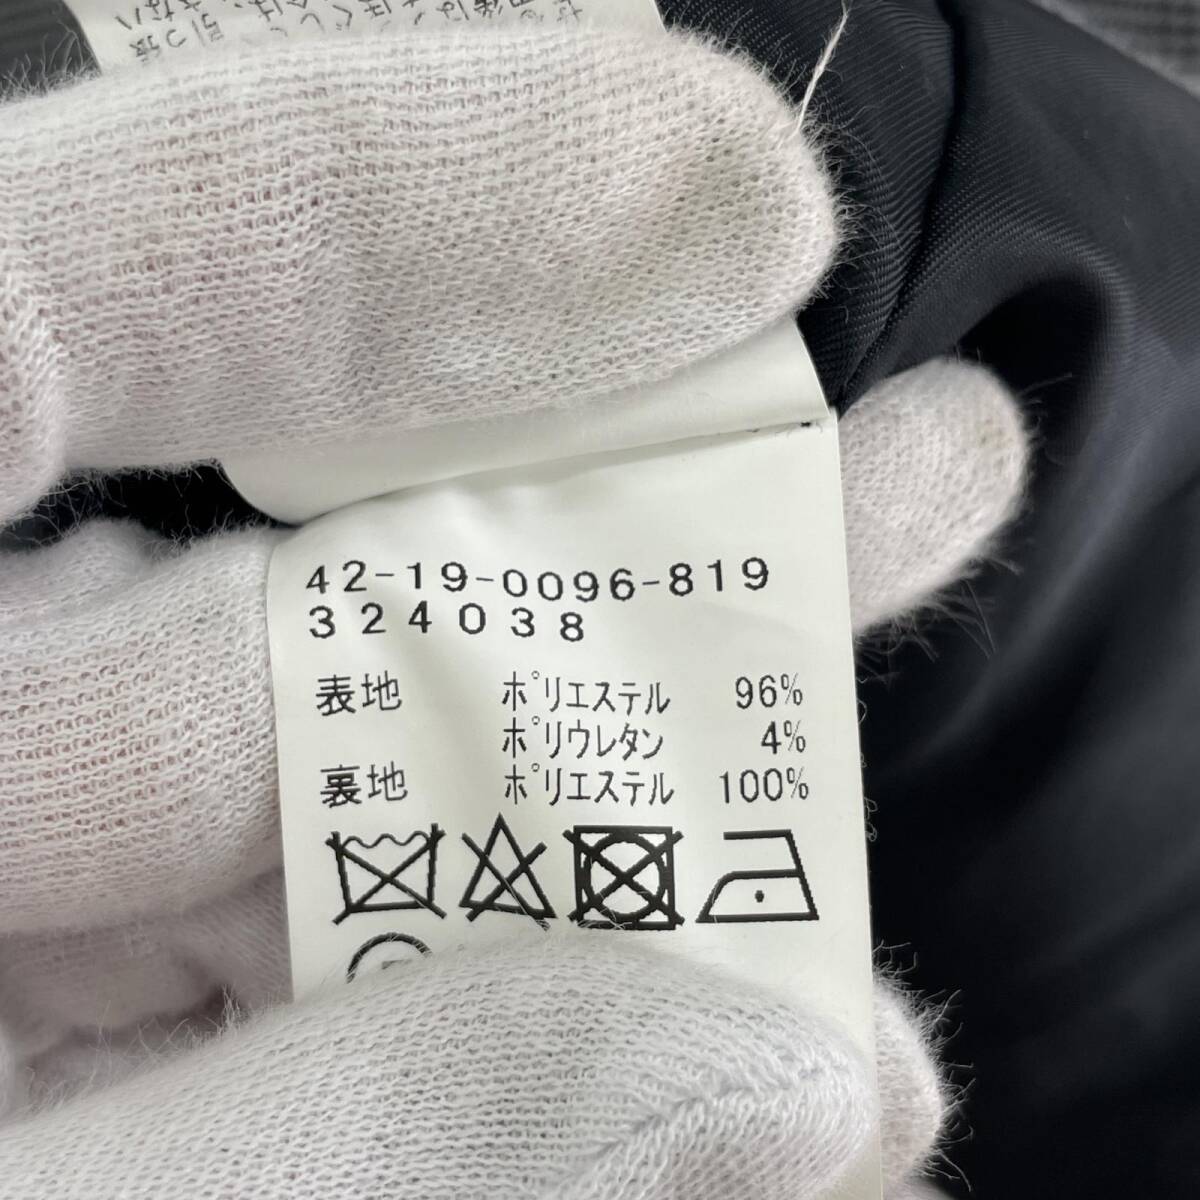 42-19-0096-819
324038
表地 ポリエステル 96%
ポリウレタン 4%
裏地 ポリエステル 100%